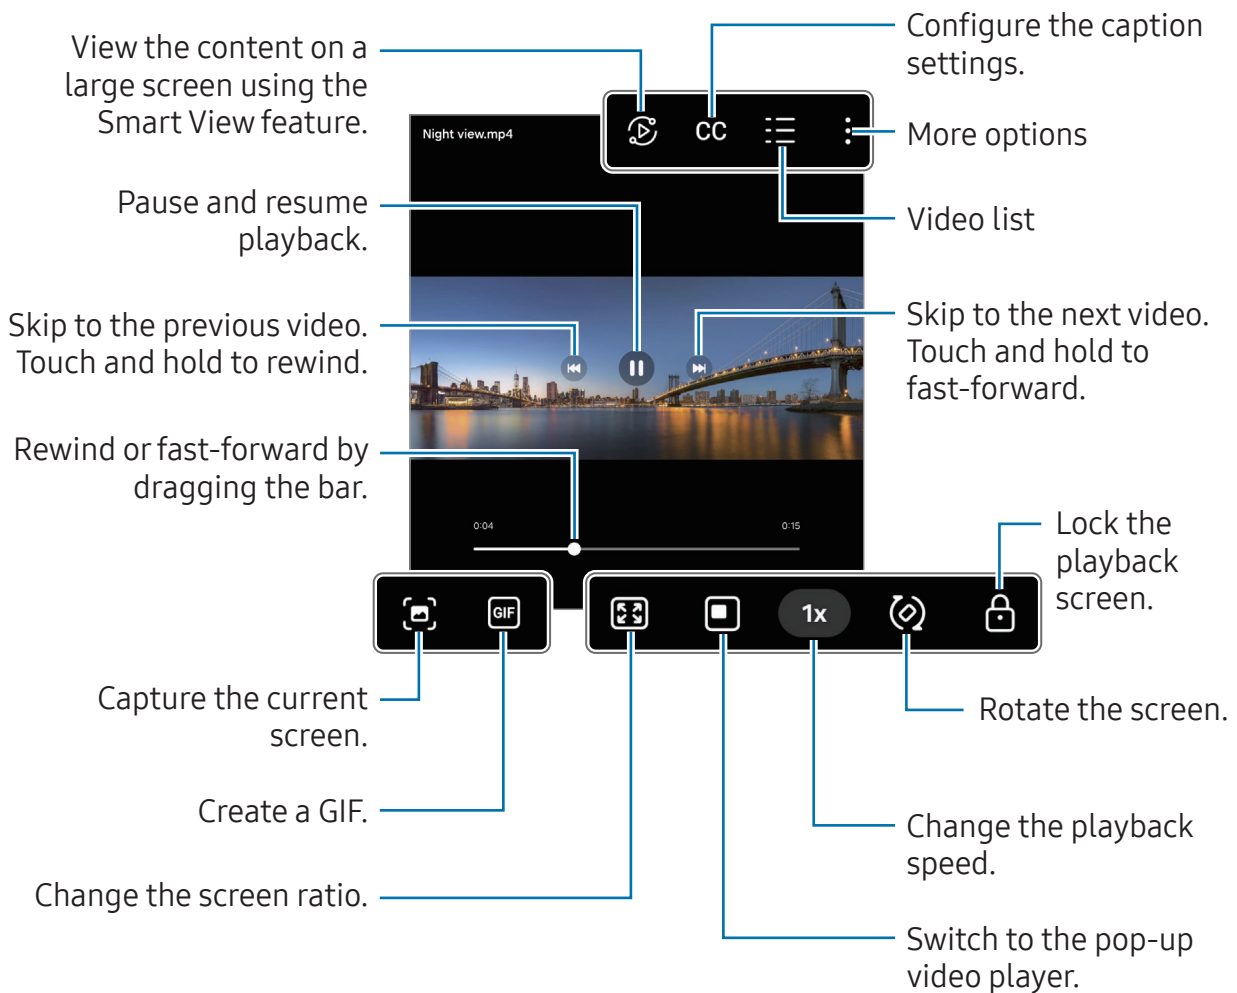 Configure the caption
settings.
View the content on a
large screen using the
Smart View feature.
Night view.mp4
CC
More options
Pause and resume
playback.
Video list
Skip to the previous video.
Touch and hold to rewind.
Skip to the next video.
Touch and hold to
fast-forward.
Rewind or fast-forward by
dragging the bar.
0:04
0:15
Lock the
playback
screen.
GIF
1x
Capture the current
screen.
Rotate the screen.
Create a GIF.
Change the playback
speed.
Change the screen ratio.
Switch to the pop-up
video player.